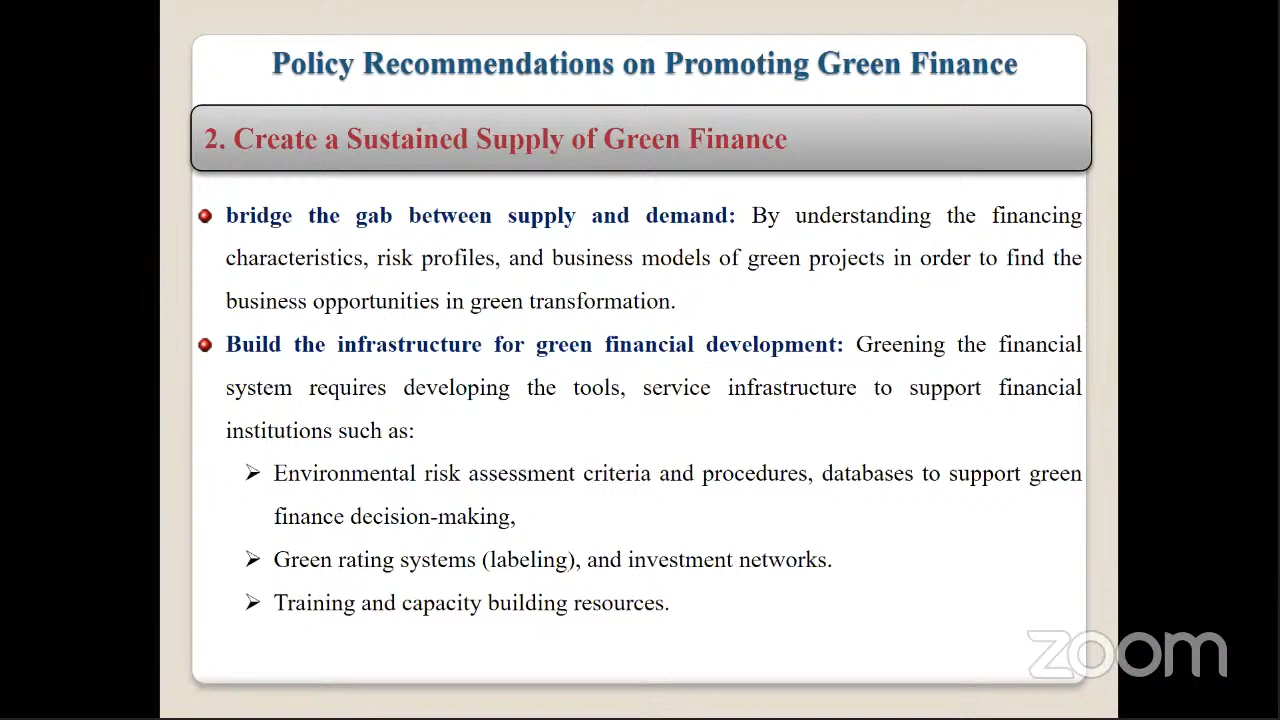 Policy Recommendations on Promoting Green Finance
2. Create a Sustained Supply of Green Finance
bridge the gab between supply and demand: By understanding the financing
characteristics, risk profiles, and business models of green projects in order to find the
business opportunities in green transformation.
Build the infrastructure for green financial development: Greening the financial
system requires developing the tools, service infrastructure to support financial
institutions such as:
Environmental risk assessment criteria and procedures, databases to support green
finance decision-making,
Green rating systems (labeling), and investment networks.
Training and capacity building resources.
zoom